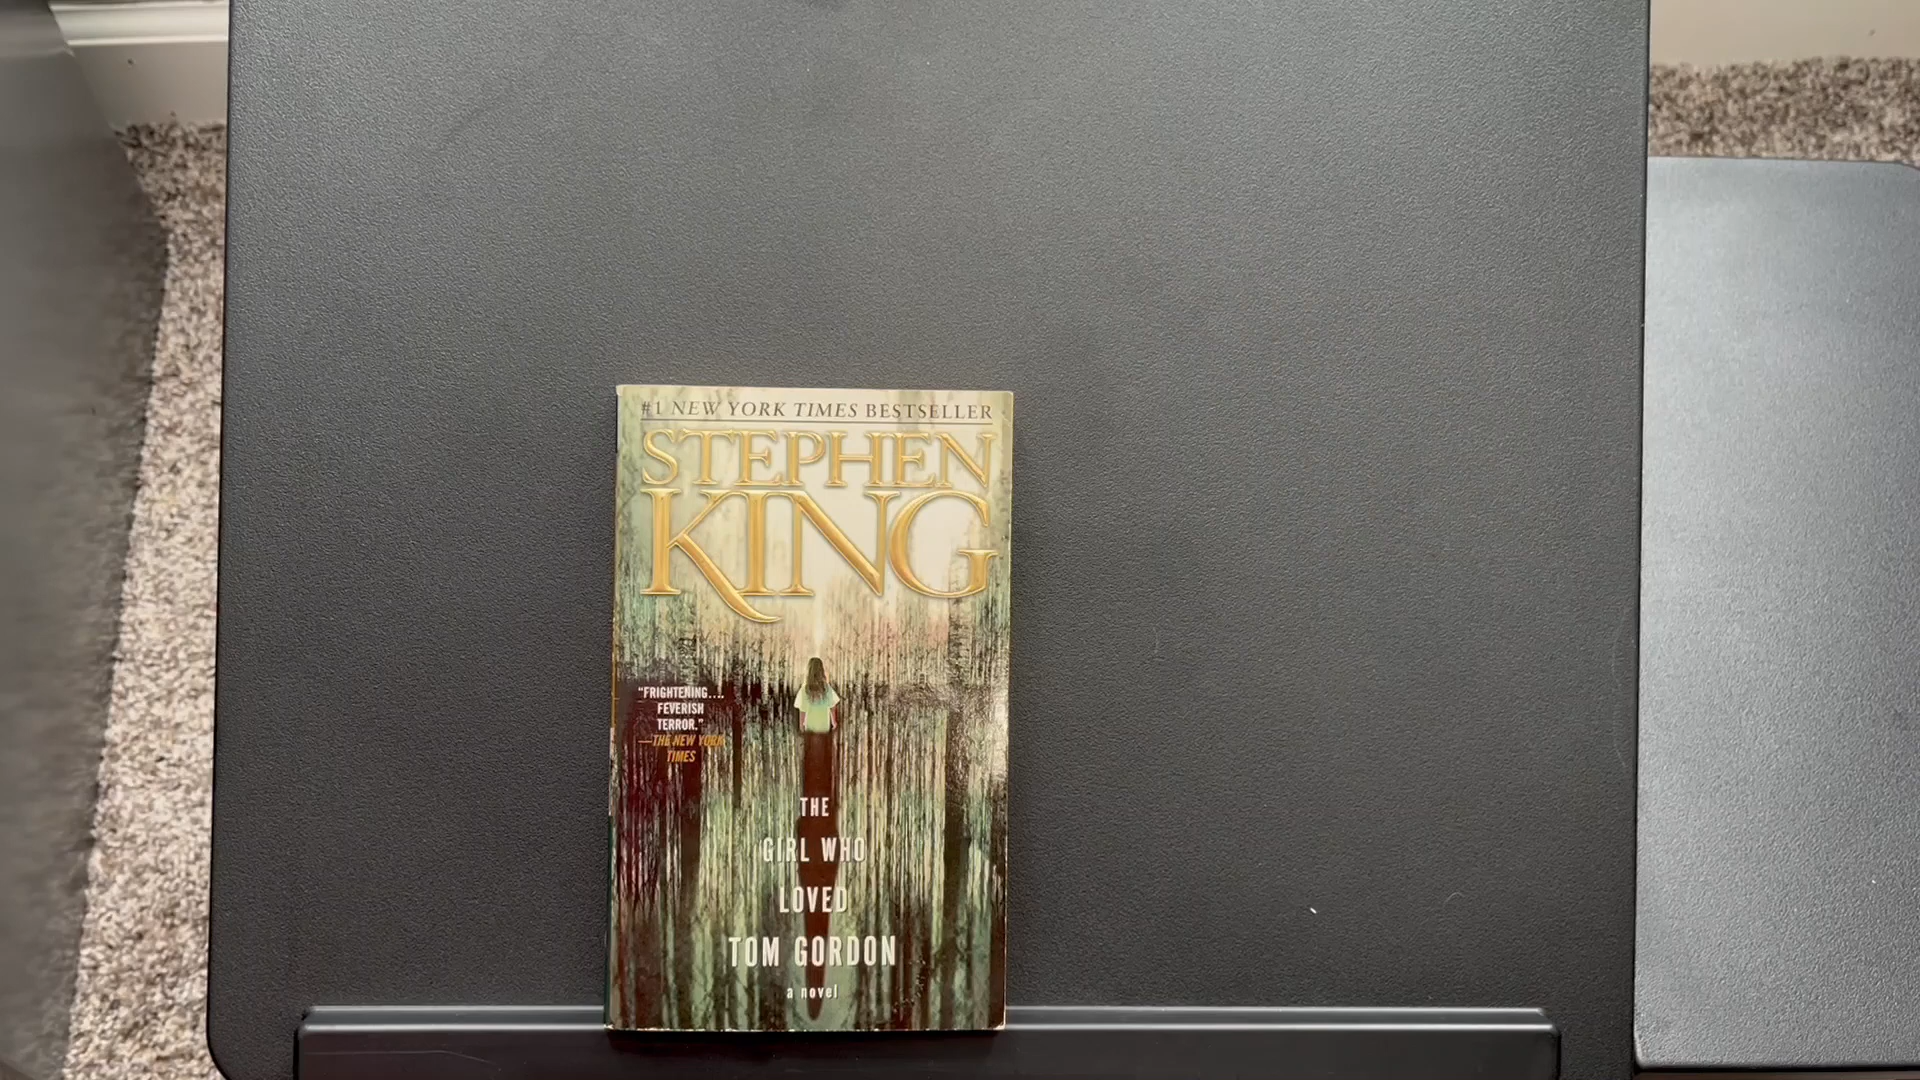 #1 NEW YORK TIMES BESTSELLER
STEPHEN
KING
"FRIGHTENING....
FEVERISH
TERROR."
—THE NEW YORK
TIMES
THE
GIRL WHO
LOVED
TOM GORDON
a novel